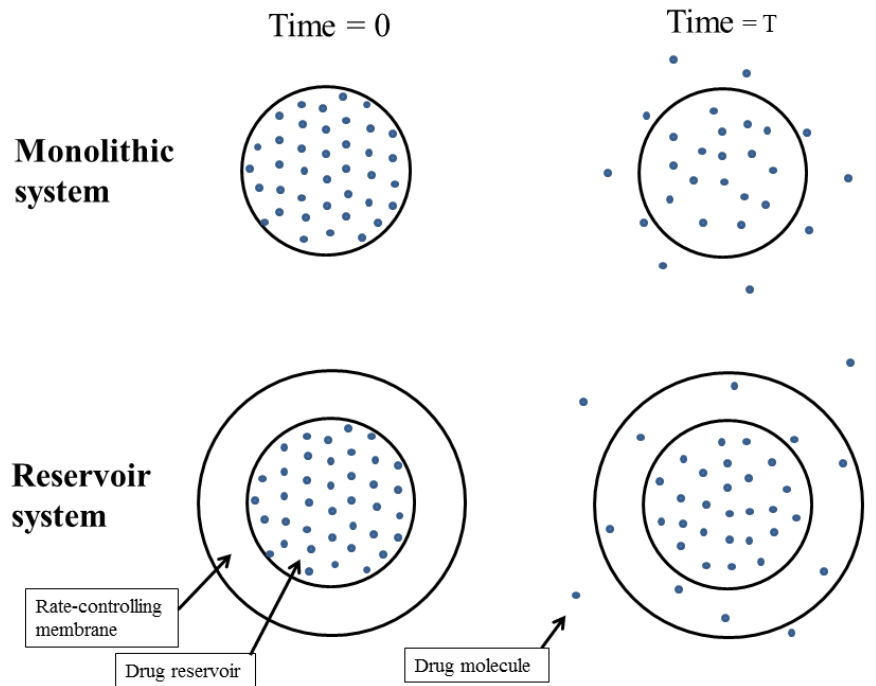 Time = 0
Time = T
Monolithic
system
Reservoir
system
Rate-controlling
membrane
Drug reservoir
Drug molecule